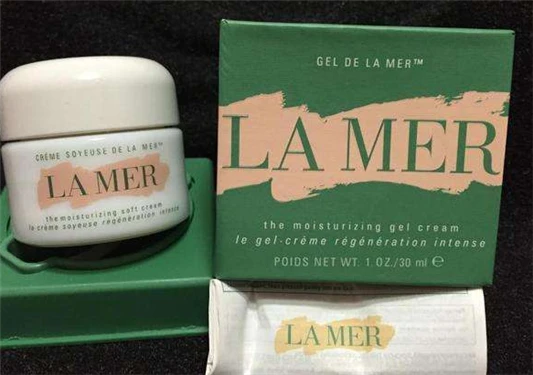 CRÈME SOYEUSE DE LA MER™
LA MER
the moisturizing soft cream
la crème soyeuse régénération intense
GEL DE LA MER™
LA MER
the moisturizing gel cream
le gel-crème régénération intense
POIDS NET WT. 1.OZ./30 ml ℮
LA MER